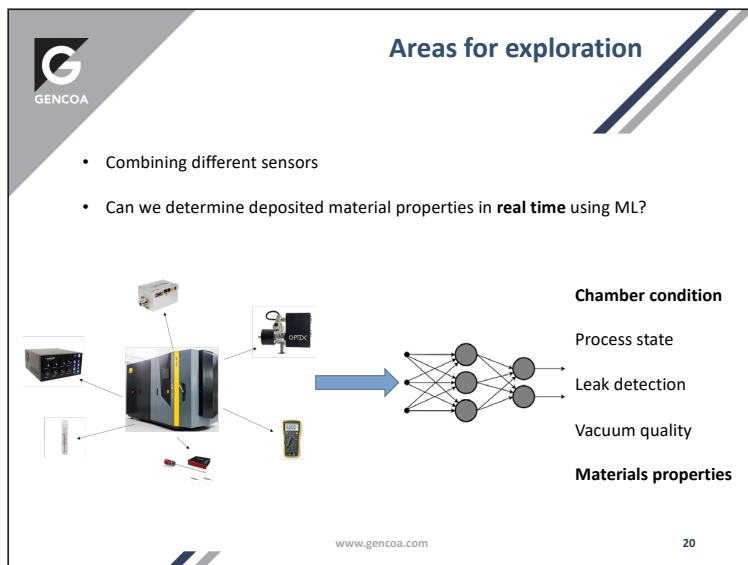 Areas for exploration
GENCOA
• Combining different sensors
• Can we determine deposited material properties in real time using ML?
OPTIX
Chamber condition
Process state
Leak detection
Vacuum quality
Materials properties
www.gencoa.com
20